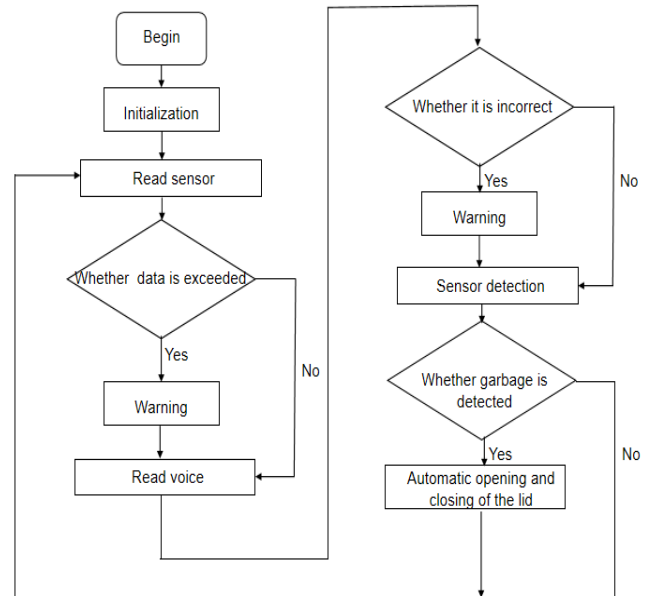 Begin
Initialization
Read sensor
Whether data is exceeded
Yes
No
Warning
Read voice
Whether it is incorrect
Yes
No
Warning
Sensor detection
Whether garbage is
detected
Yes
No
Automatic opening and
closing of the lid